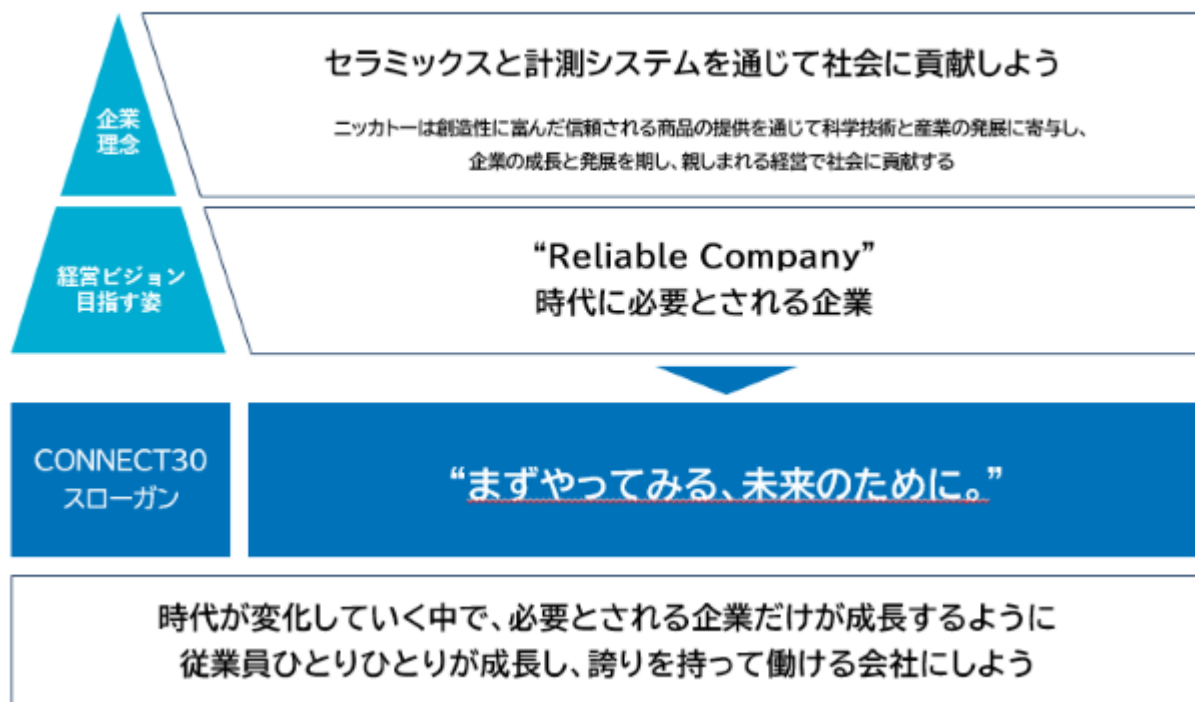 企業
理念
セラミックスと計測システムを通じて社会に貢献しよう
ニッカトーは創造性に富んだ信頼される商品の提供を通じて科学技術と産業の発展に寄与し、
企業の成長と発展を期し、親しまれる経営で社会に貢献する
経営ビジョン
目指す姿
“Reliable Company”
時代に必要とされる企業
CONNECT30
スローガン
“まずやってみる、未来のために。”
時代が変化していく中で、必要とされる企業だけが成長するように
従業員ひとりひとりが成長し、誇りを持って働ける会社にしよう